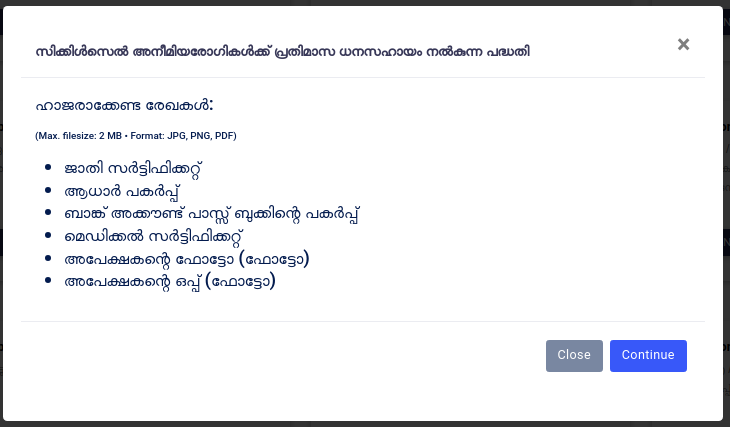 സിക്കിൾസെൽ അനീമിയരോഗികൾക്ക് പ്രതിമാസ ധനസഹായം നൽകുന്ന പദ്ധതി
×
ഹാജരാക്കേണ്ട രേഖകൾ:
(Max. filesize: 2 MB • Format: JPG, PNG, PDF)
• ജാതി സർട്ടിഫിക്കറ്റ്
• ആധാർ പകർപ്പ്
• ബാങ്ക് അക്കൗണ്ട് പാസ്സ് ബുക്കിന്റെ പകർപ്പ്
• മെഡിക്കൽ സർട്ടിഫിക്കറ്റ്
• അപേക്ഷകന്റെ ഫോട്ടോ (ഫോട്ടോ)
• അപേക്ഷകന്റെ ഒപ്പ് (ഫോട്ടോ)
Close Continue